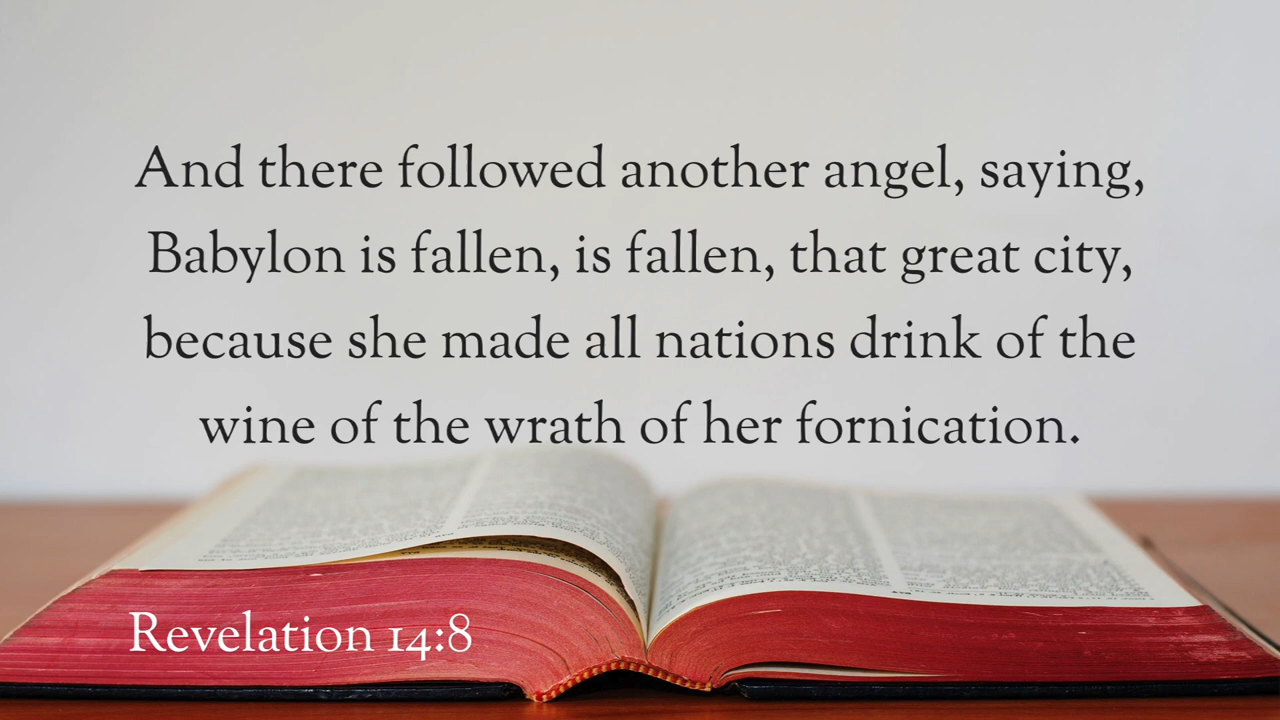 And there followed another angel, saying,
Babylon is fallen, is fallen, that great city,
because she made all nations drink of the
wine of the wrath of her fornication.
Revelation 14:8